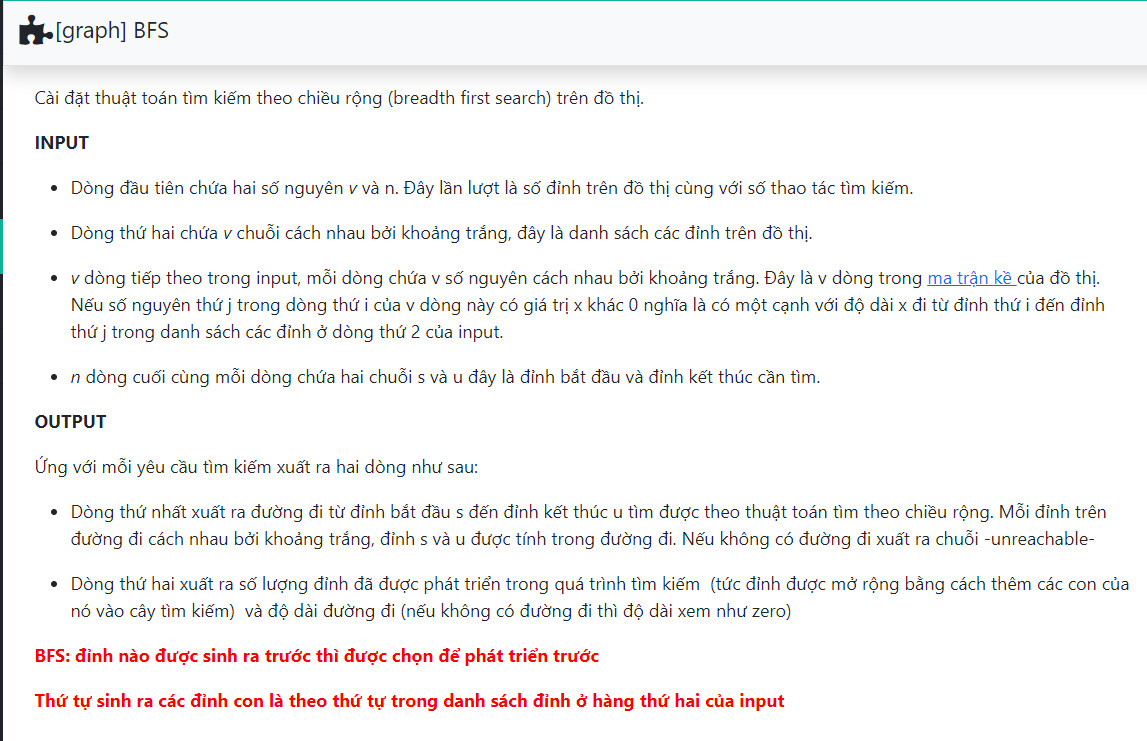 [graph] BFS
Cài đặt thuật toán tìm kiếm theo chiều rộng (breadth first search) trên đồ thị.
INPUT
• Dòng đầu tiên chứa hai số nguyên v và n. Đây lần lượt là số đỉnh trên đồ thị cùng với số thao tác tìm kiếm.
• Dòng thứ hai chứa v chuỗi cách nhau bởi khoảng trắng, đây là danh sách các đỉnh trên đồ thị.
• v dòng tiếp theo trong input, mỗi dòng chứa v số nguyên cách nhau bởi khoảng trắng. Đây là v dòng trong ma trận kề của đồ thị.
Nếu số nguyên thứ j trong dòng thứ i của v dòng này có giá trị x khác 0 nghĩa là có một cạnh với độ dài x đi từ đỉnh thứ i đến đỉnh
thứ j trong danh sách các đỉnh ở dòng thứ 2 của input.
• n dòng cuối cùng mỗi dòng chứa hai chuỗi s và u đây là đỉnh bắt đầu và đỉnh kết thúc cần tìm.
OUTPUT
Ứng với mỗi yêu cầu tìm kiếm xuất ra hai dòng như sau:
• Dòng thứ nhất xuất ra đường đi từ đỉnh bắt đầu s đến đỉnh kết thúc u tìm được theo thuật toán tìm theo chiều rộng. Mỗi đỉnh trên
đường đi cách nhau bởi khoảng trắng, đỉnh s và u được tính trong đường đi. Nếu không có đường đi xuất ra chuỗi -unreachable-
• Dòng thứ hai xuất ra số lượng đỉnh đã được phát triển trong quá trình tìm kiếm (tức đỉnh được mở rộng bằng cách thêm các con của
nó vào cây tìm kiếm) và độ dài đường đi (nếu không có đường đi thì độ dài xem như zero)
BFS: đỉnh nào được sinh ra trước thì được chọn để phát triển trước
Thứ tự sinh ra các đỉnh con là theo thứ tự trong danh sách đỉnh ở hàng thứ hai của input